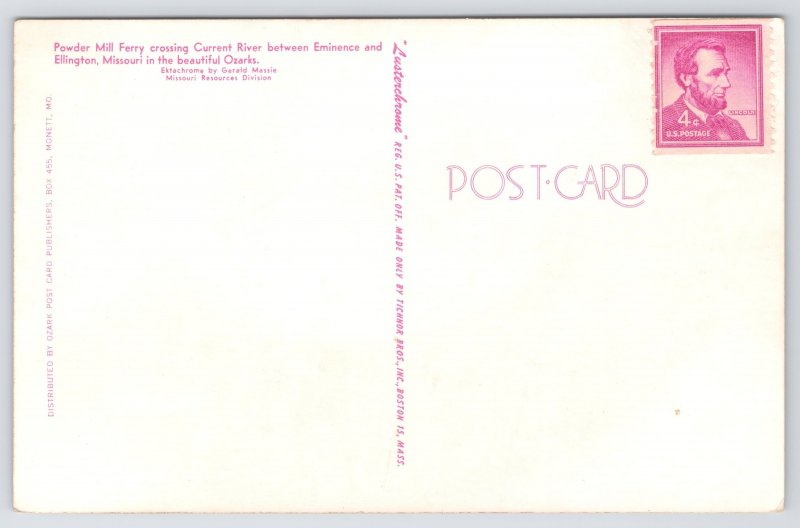 Powder Mill Ferry crossing Current River between Eminence and
Ellington, Missouri in the beautiful Ozarks.
Ektachrome by Gerald Massie
Missouri Resources Division
DISTRIBUTED BY OZARK POST CARD PUBLISHERS, BOX 455, MONETT, MO.
"Lusterchrome" REG. U.S. PAT. OFF. MADE ONLY BY TICHNOR BROS., INC., BOSTON 15, MASS.
POST·CARD
LINCOLN
4¢
U.S. POSTAGE